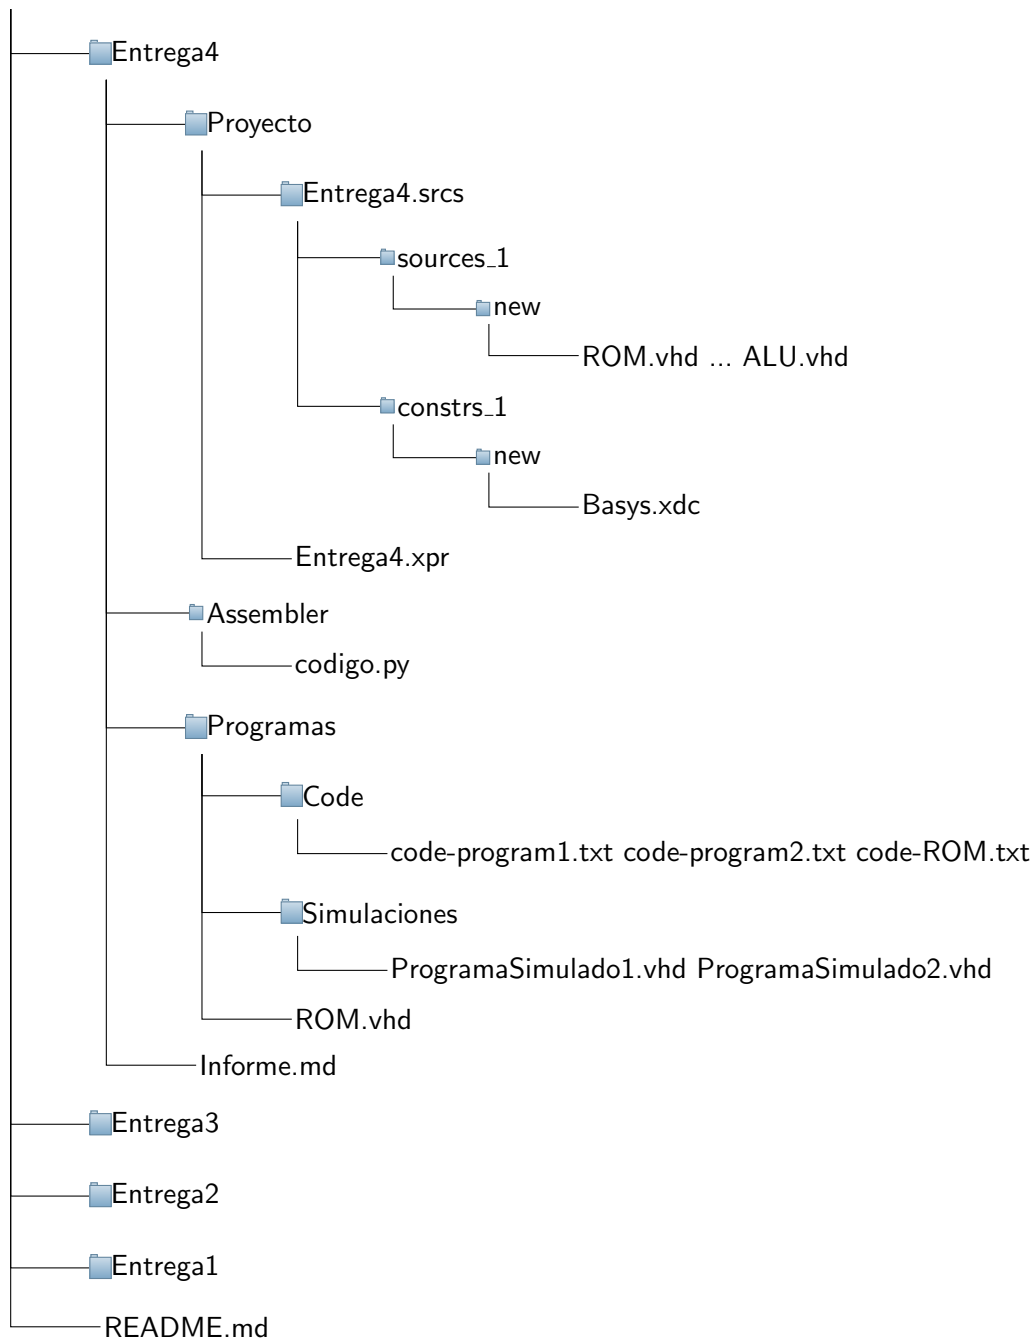 Entrega4
Proyecto
Entrega4.srcs
sources_1
new
ROM.vhd ... ALU.vhd
constrs_1
new
Basys.xdc
Entrega4.xpr
Assembler
codigo.py
Programas
Code
code-program1.txt code-program2.txt code-ROM.txt
Simulaciones
ProgramaSimulado1.vhd ProgramaSimulado2.vhd
ROM.vhd
Informe.md
Entrega3
Entrega2
Entrega1
README.md